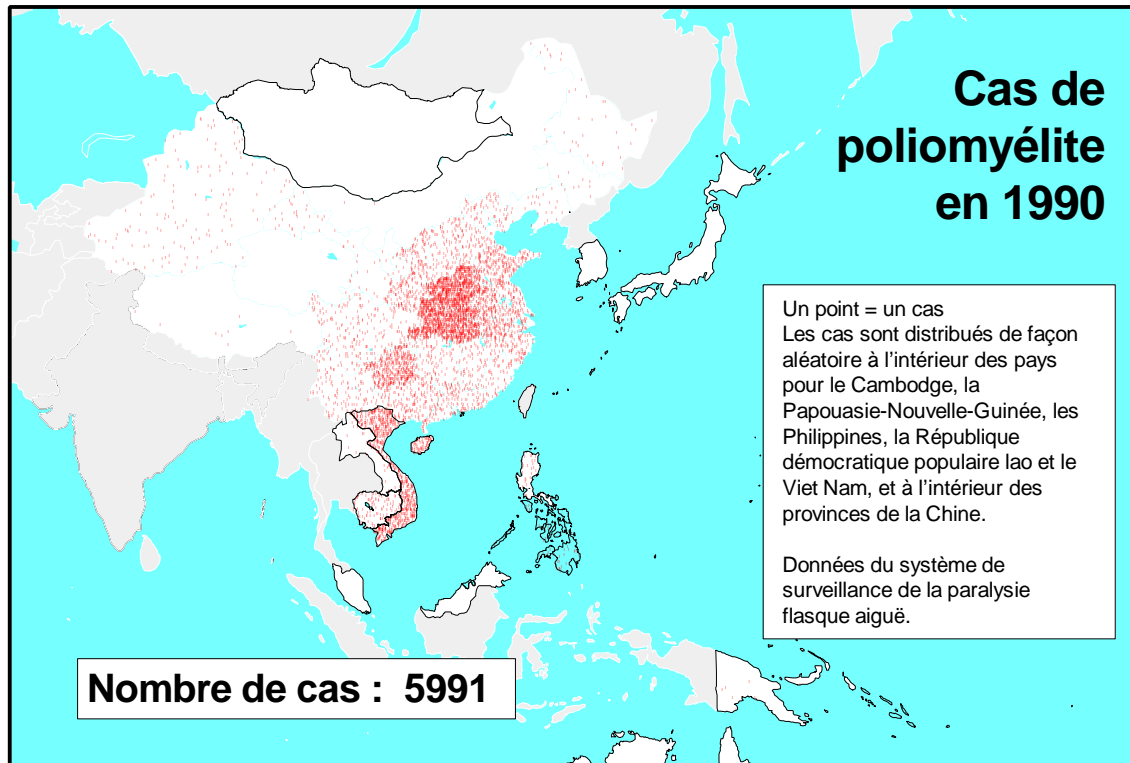 Cas de
poliomyélite
en 1990
Un point = un cas
Les cas sont distribués de façon
aléatoire à l'intérieur des pays
pour le Cambodge, la
Papouasie-Nouvelle-Guinée, les
Philippines, la République
démocratique populaire lao et le
Viet Nam, et à l'intérieur des
provinces de la Chine.
Données du système de
surveillance de la paralysie
flasque aiguë.
Nombre de cas : 5991